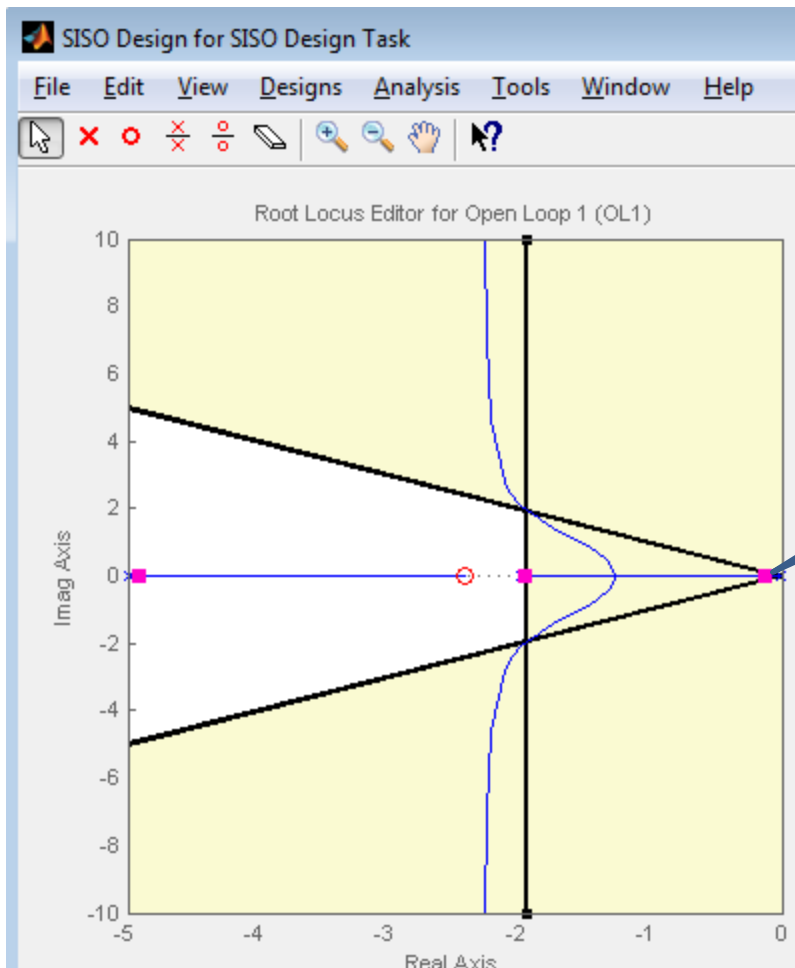 SISO Design for SISO Design Task
File Edit View Designs Analysis Tools Window Help
Root Locus Editor for Open Loop 1 (OL1)
10
8
6
4
2
0
-2
-4
-6
-8
-10
Imag Axis
-5 -4 -3 -2 -1 0
Real Axis